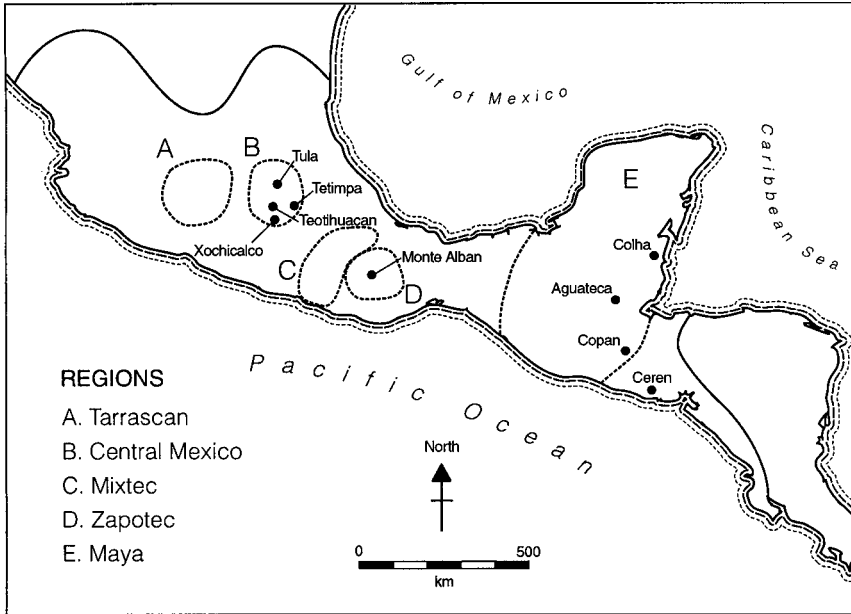 Gulf of Mexico
Caribbean Sea
A
B
Tula
Tetimpa
Teotihuacan
Xochicalco
C
Monte Alban
D
E
Colha
Aguateca
Copan
Ceren
Pacific Ocean
REGIONS
A. Tarrascan
B. Central Mexico
C. Mixtec
D. Zapotec
E. Maya
North
0 500
km